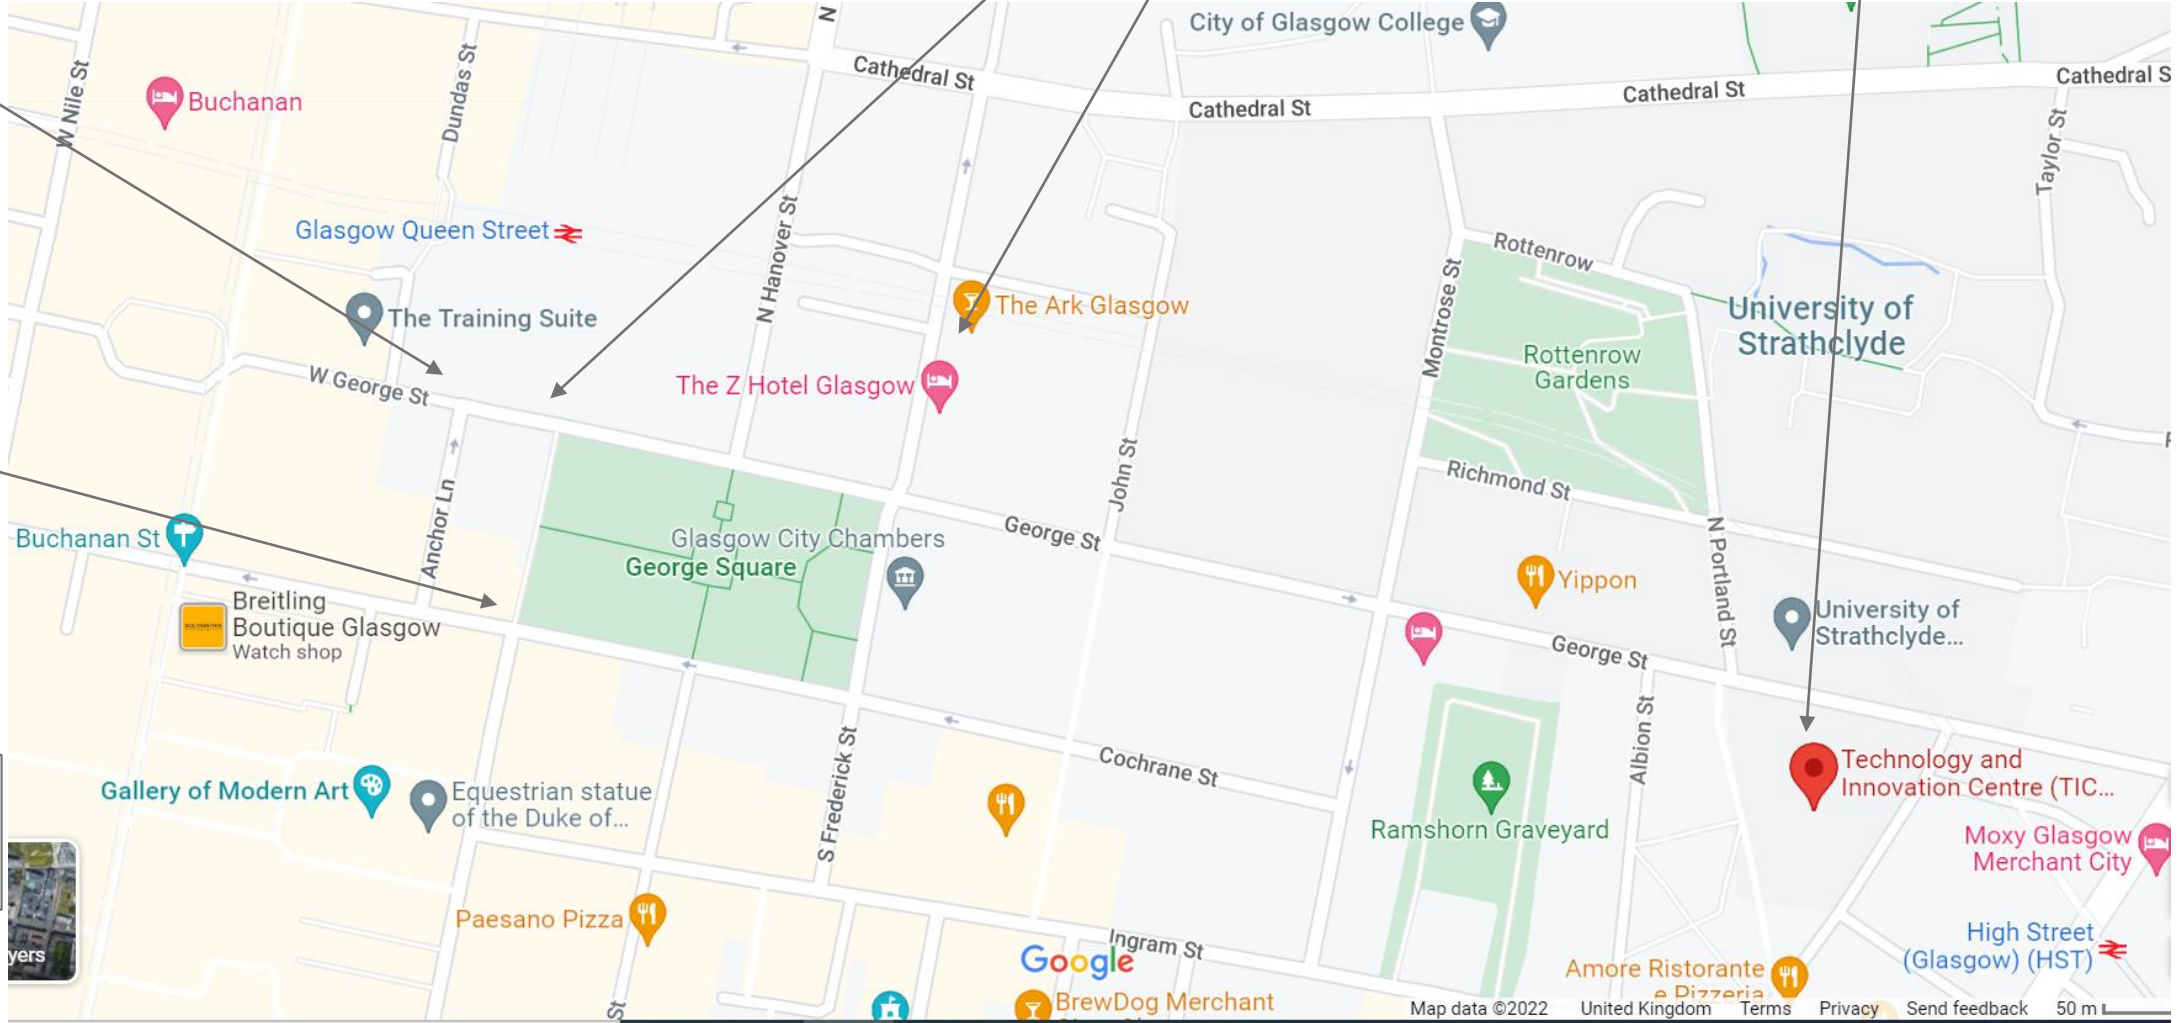 N
City of Glasgow College
W Nile St
Buchanan
Dundas St
Cathedral St
Cathedral St
Cathedral St
Cathedral S
Taylor St
Glasgow Queen Street
N Hanover St
Rottenrow
The Training Suite
The Ark Glasgow
Montrose St
University of
Strathclyde
Rottenrow
Gardens
W George St
The Z Hotel Glasgow
John St
Richmond St
Anchor Ln
Buchanan St
George St
Glasgow City Chambers
George Square
N Portland St
Yippon
Breitling
Boutique Glasgow
Watch shop
GOLDSMITHS
University of
Strathclyde...
George St
Albion St
Cochrane St
S Frederick St
Technology and
Innovation Centre (TIC...
Gallery of Modern Art
Equestrian statue
of the Duke of...
Ramshorn Graveyard
Moxy Glasgow
Merchant City
Paesano Pizza
yers
Ingram St
Google
High Street
(Glasgow) (HST)
Amore Ristorante
e Pizzeria
St
BrewDog Merchant
Map data ©2022 United Kingdom Terms Privacy Send feedback 50 m